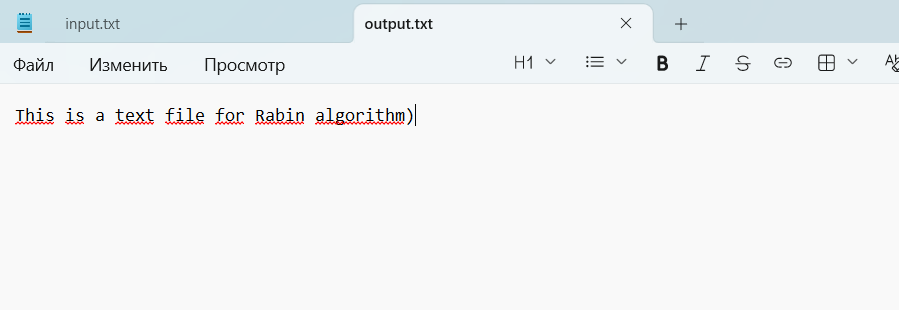 input.txt
output.txt
Файл Изменить Просмотр H1 B I S
This is a text file for Rabin algorithm)